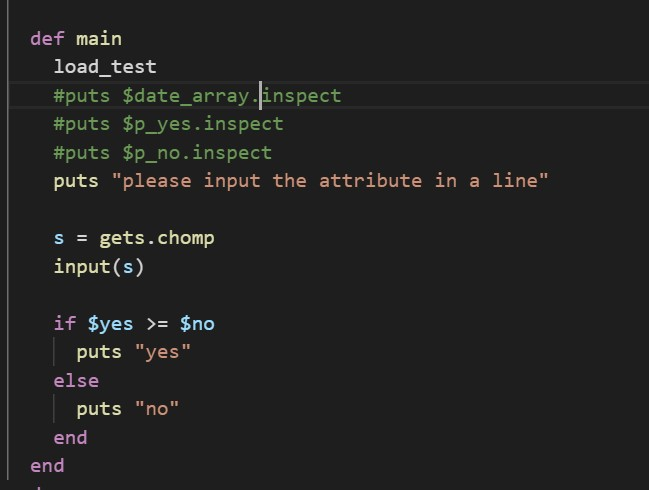 def main
load_test
#puts $date_array.inspect
#puts $p_yes.inspect
#puts $p_no.inspect
puts "please input the attribute in a line"
s = gets.chomp
input(s)
if $yes >= $no
puts "yes"
else
puts "no"
end
end